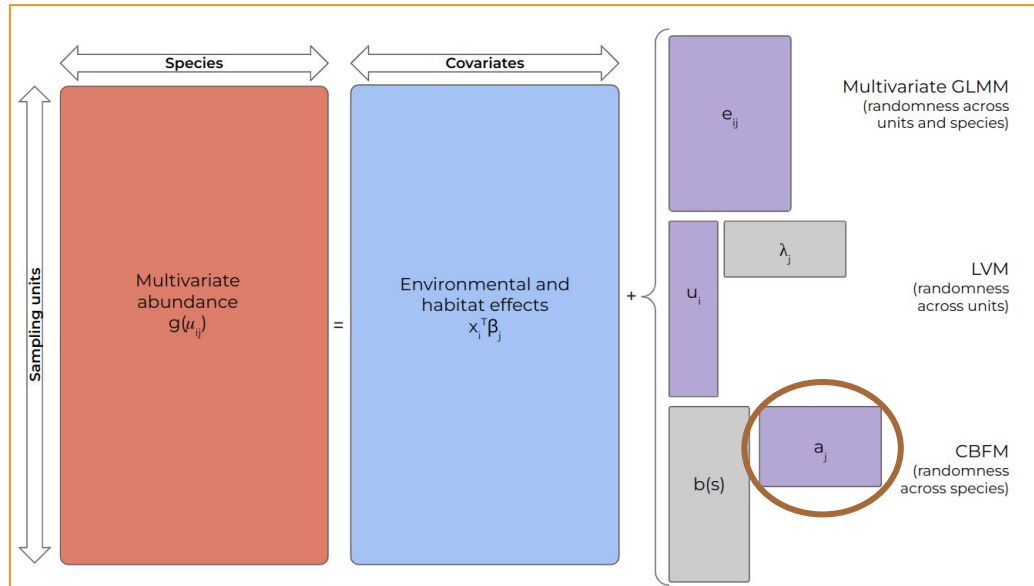 Species
Covariates
Sampling units
Multivariate
abundance
g(μᵢⱼ)
=
Environmental and
habitat effects
xᵢᵀβⱼ
+
eᵢⱼ
Multivariate GLMM
(randomness across
units and species)
uᵢ
λⱼ
LVM
(randomness
across units)
b(s)
aⱼ
CBFM
(randomness
across species)